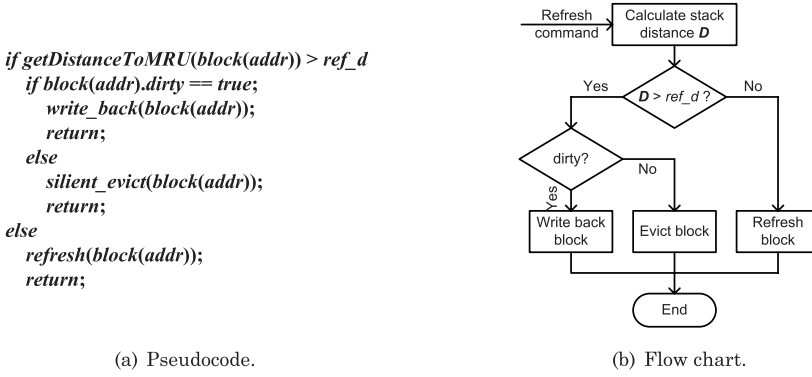 if getDistanceToMRU(block(addr)) > ref_d
if block(addr).dirty == true;
write_back(block(addr));
return;
else
silient_evict(block(addr));
return;
else
refresh(block(addr));
return;
(a) Pseudocode.
Refresh
command
Calculate stack
distance D
D > ref_d ?
Yes
No
dirty?
Yes
No
Write back
block
Evict block
Refresh
block
End
(b) Flow chart.